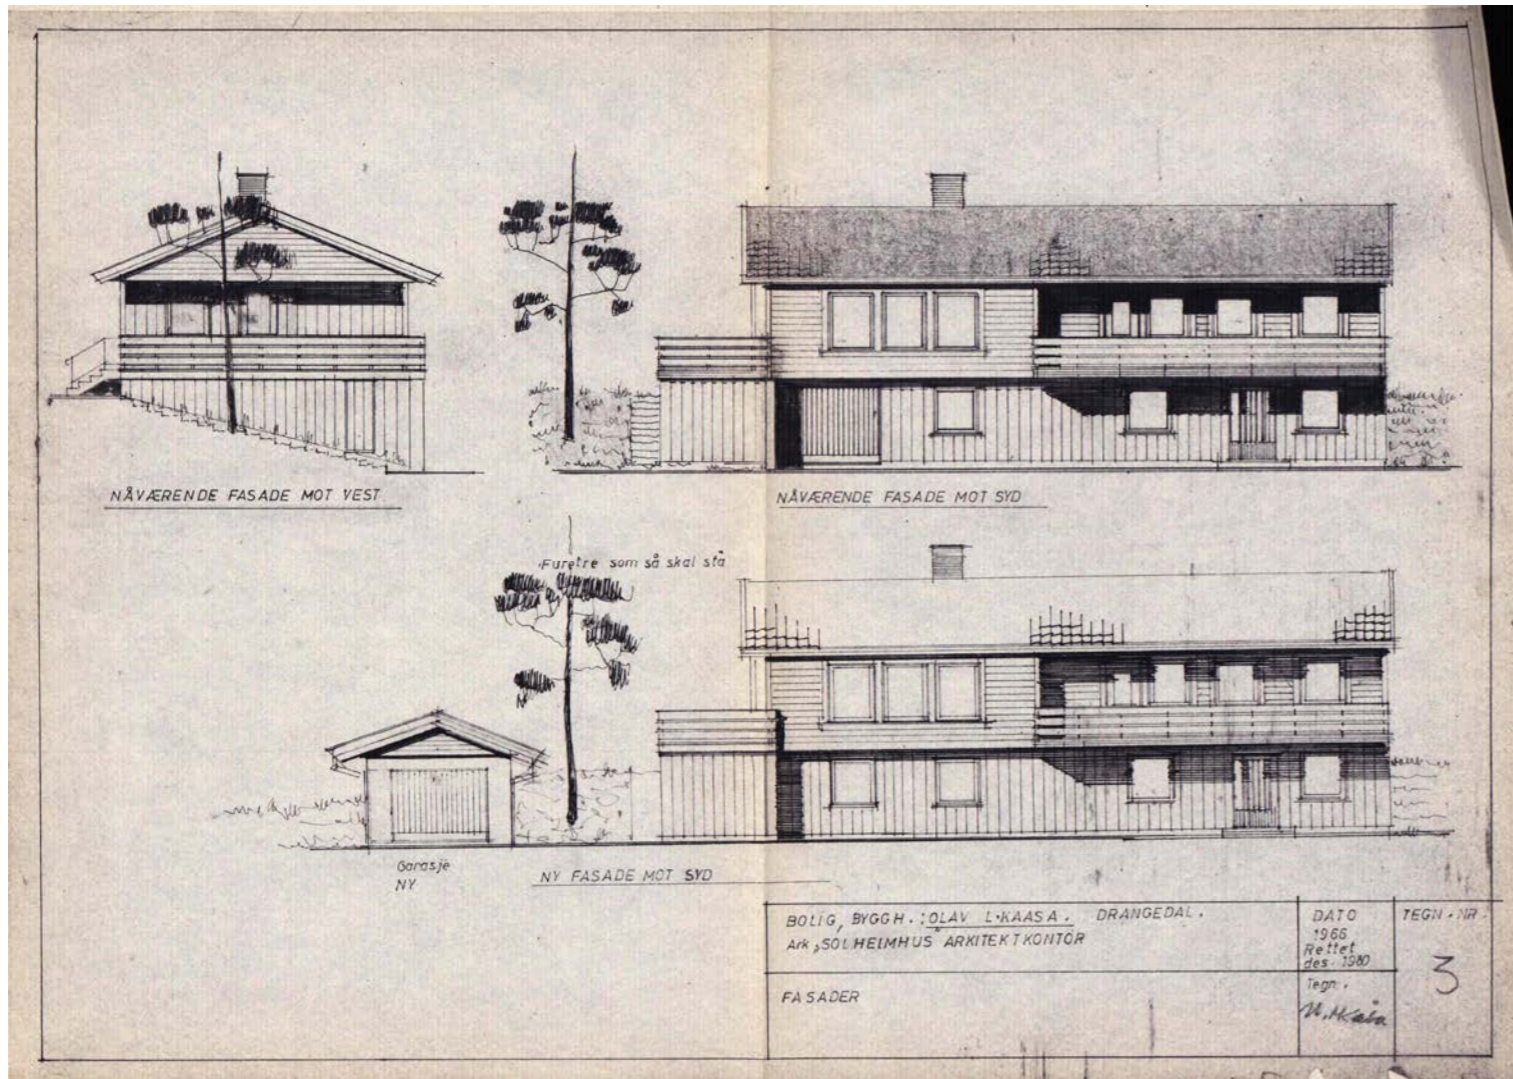 NÅVÆRENDE FASADE MOT VEST
NÅVÆRENDE FASADE MOT SYD
Furetre som så skal stå
Garasje
NY
NY FASADE MOT SYD
BOLIG, BYGGH.: OLAV L. KAASA. DRANGEDAL.
Ark, "SOLHEIMHUS" ARKITEKTKONTOR
FASADER
DATO
1966
Rettet
des. 1980
Tegn.
TEGN. NR.
3